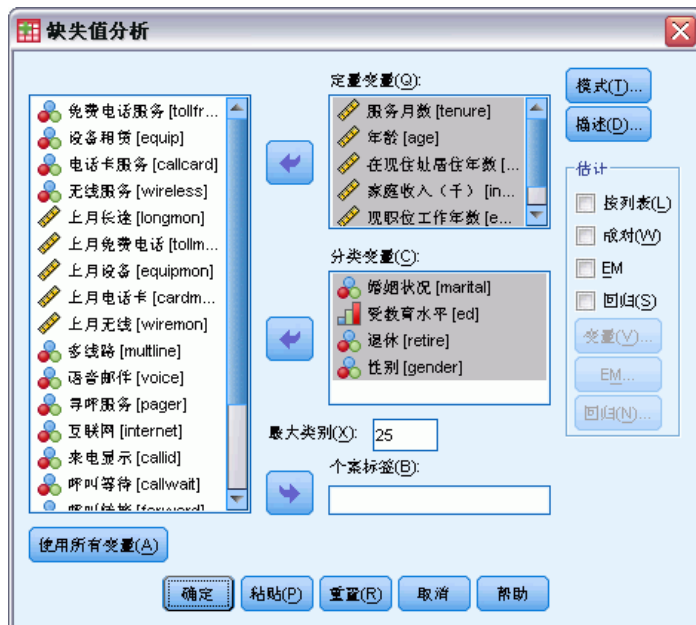 缺失值分析
免费电话服务 [tollfr...
设备租赁 [equip]
电话卡服务 [callcard]
无线服务 [wireless]
上月长途 [longmon]
上月免费电话 [tollm...
上月设备 [equipmon]
上月电话卡 [cardm...
上月无线 [wiremon]
多线路 [multline]
语音邮件 [voice]
寻呼服务 [pager]
互联网 [internet]
来电显示 [callid]
呼叫等待 [callwait]
使用所有变量(A)
定量变量(Q):
服务月数 [tenure]
年龄 [age]
在现住址居住年数 [...
家庭收入（千） [in...
现职位工作年数 [e...
分类变量(C):
婚姻状况 [marital]
受教育水平 [ed]
退休 [retire]
性别 [gender]
最大类别(X): 25
个案标签(B):
模式(T)...
描述(D)...
估计
按列表(L)
成对(W)
EM
回归(S)
变量(V)...
EM...
回归(N)...
确定
粘贴(P)
重置(R)
取消
帮助